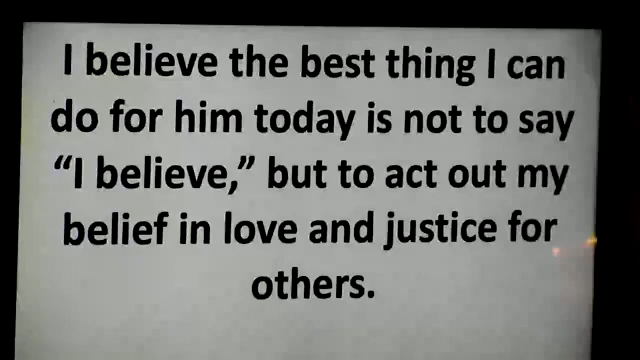 I believe the best thing I can
do for him today is not to say
“I believe,” but to act out my
belief in love and justice for
others.